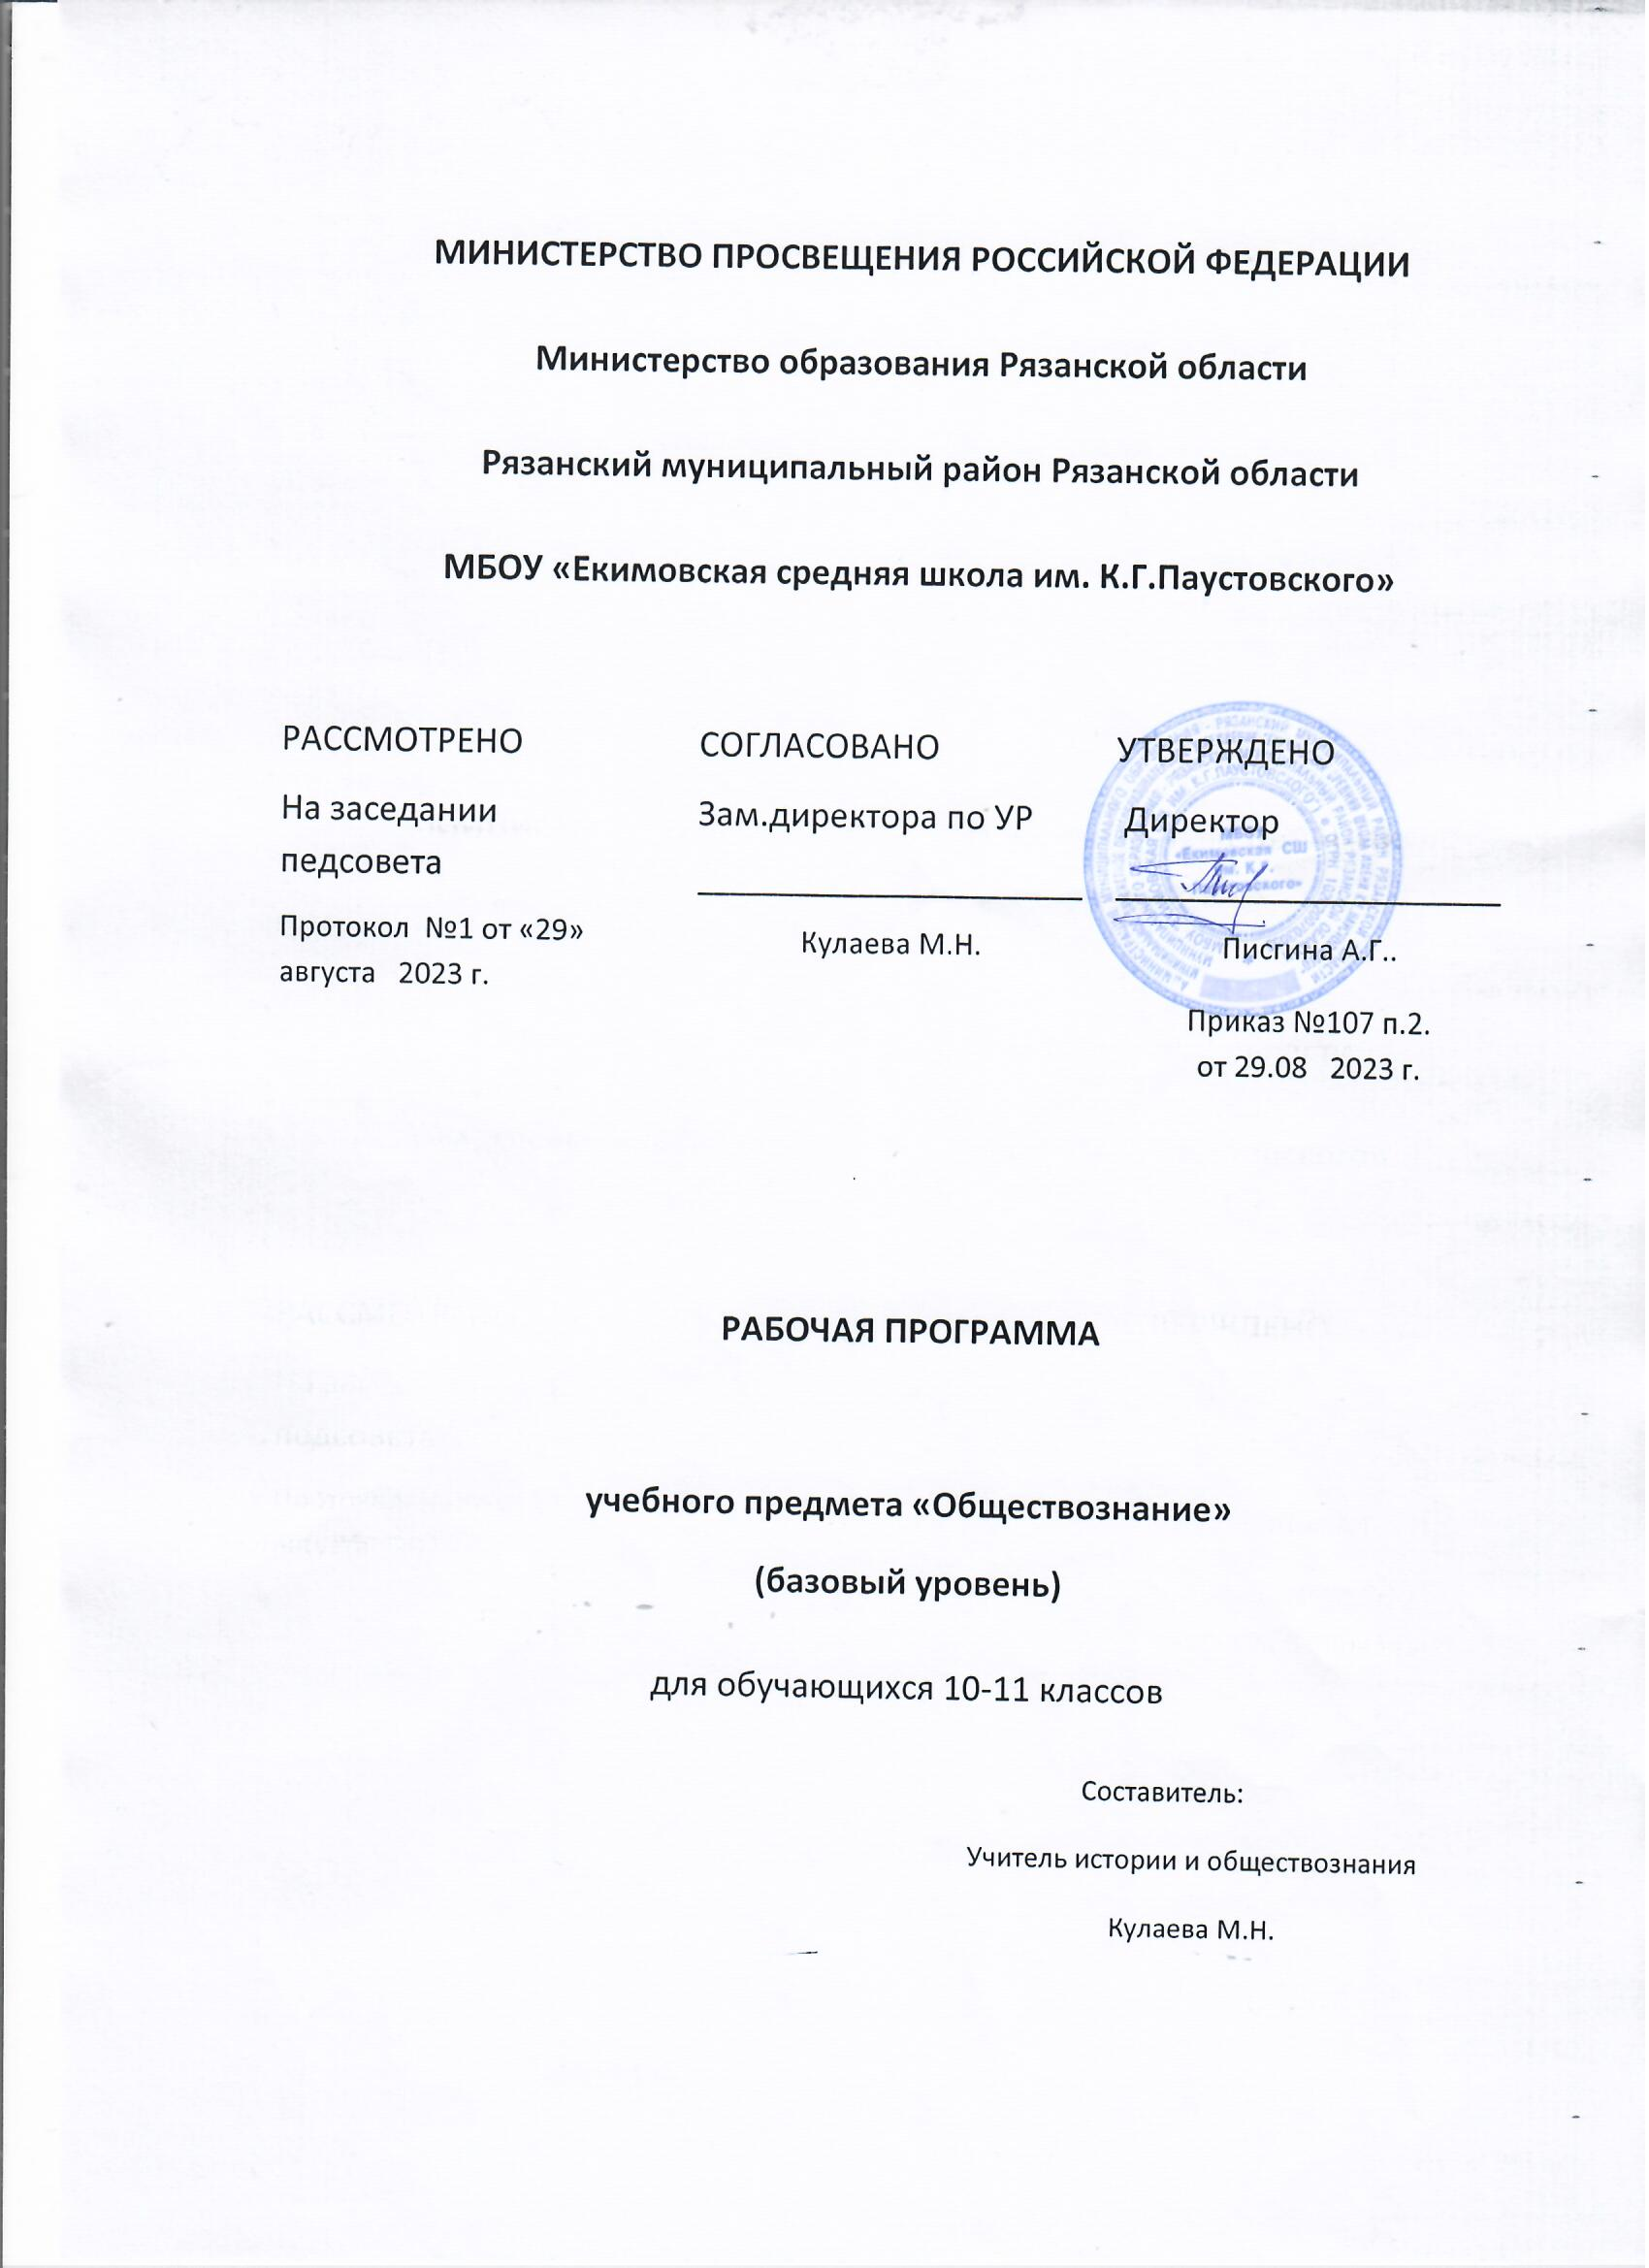 МИНИСТЕРСТВО ПРОСВЕЩЕНИЯ РОССИЙСКОЙ ФЕДЕРАЦИИ
Министерство образования Рязанской области
Рязанский муниципальный район Рязанской области
МБОУ «Екимовская средняя школа им. К.Г.Паустовского»
РАССМОТРЕНО
На заседании
педсовета
Протокол №1 от «29»
августа 2023 г.
СОГЛАСОВАНО
Зам.директора по УР
Кулаева М.Н.
УТВЕРЖДЕНО
Директор
«Екимовская СШ
Писгина А.Г..
Приказ №107 п.2.
от 29.08 2023 г.
РАБОЧАЯ ПРОГРАММА
учебного предмета «Обществознание»
(базовый уровень)
для обучающихся 10-11 классов
Составитель:
Учитель истории и обществознания
Кулаева М.Н.